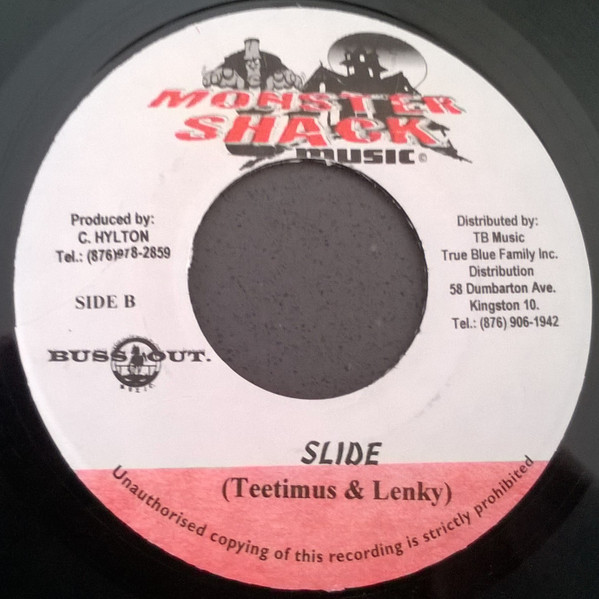 MONSTER
SHACK
MUSIC©
Produced by:
C. HYLTON
Tel.: (876)978-2859
SIDE B
BUSS OUT.
MUSIC
Distributed by:
TB Music
True Blue Family Inc.
Distribution
58 Dumbarton Ave.
Kingston 10.
Tel.: (876) 906-1942
SLIDE
(Teetimus & Lenky)
Unauthorised copying of this recording is strictly prohibited